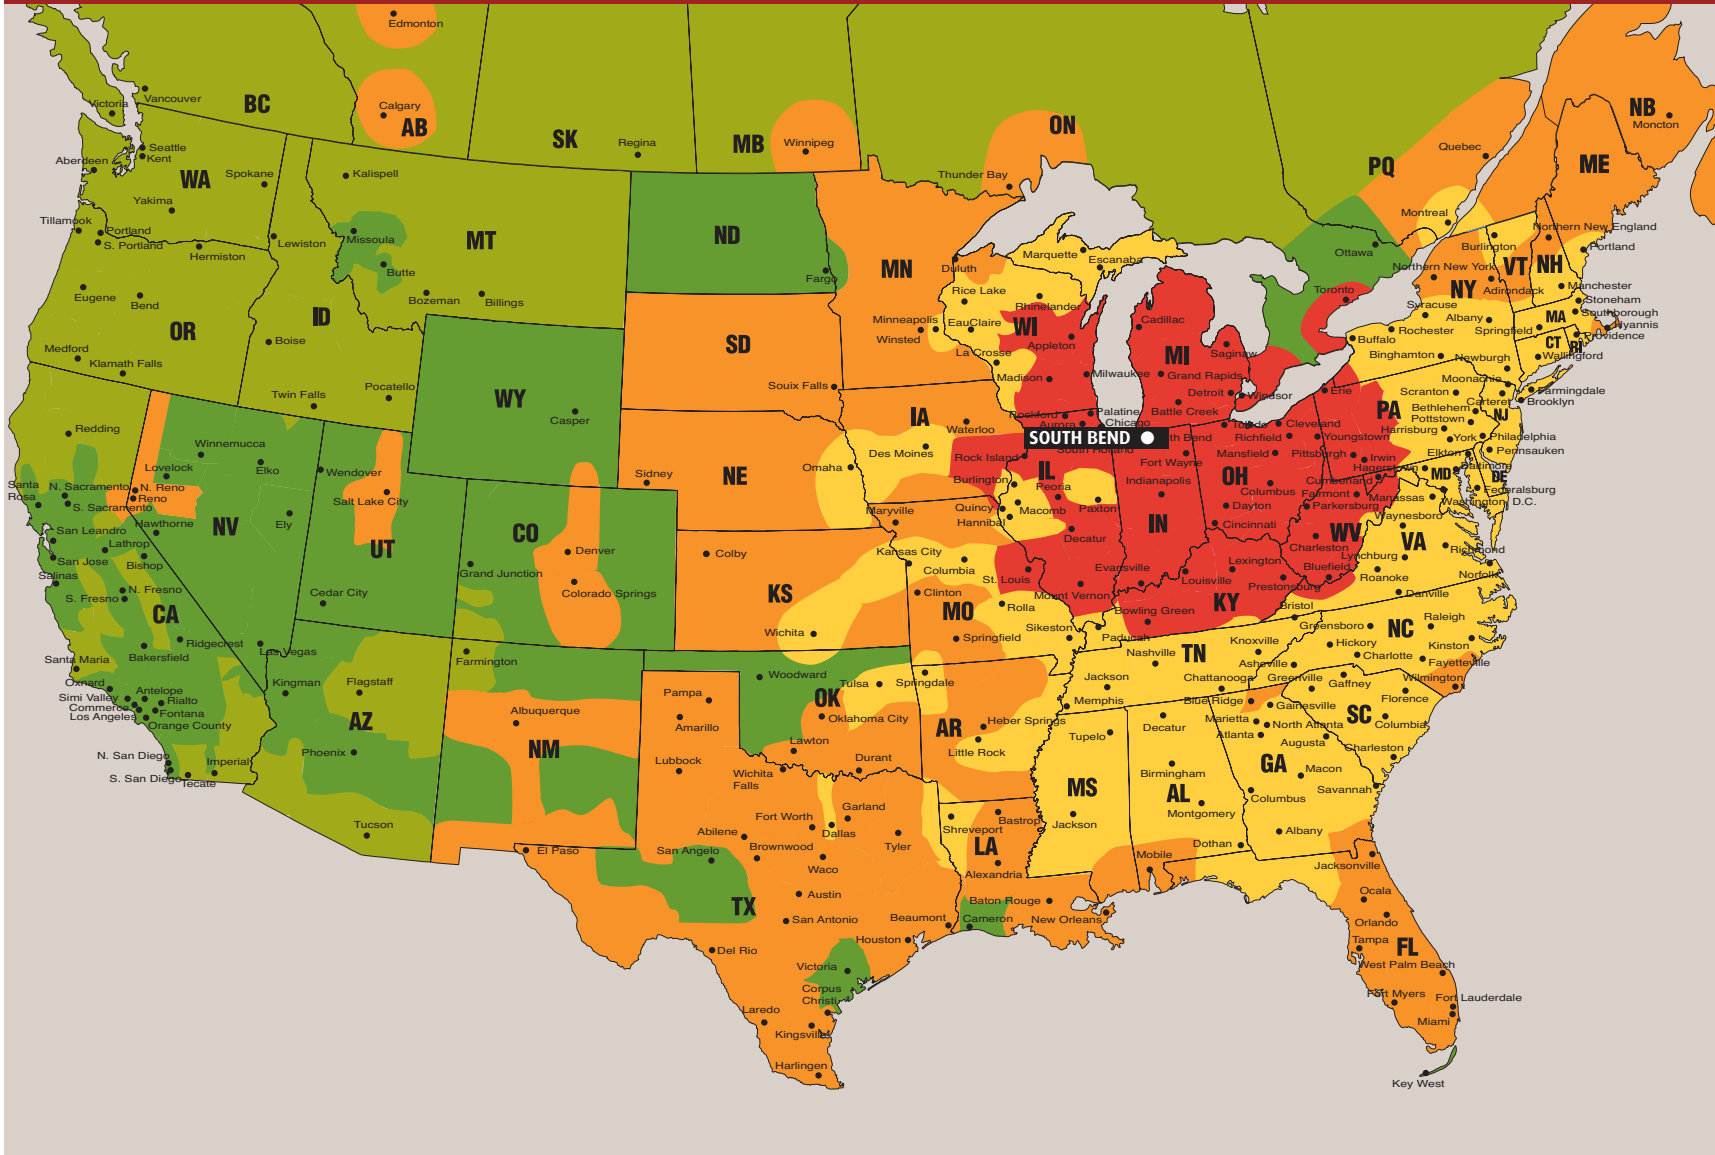 Edmonton
Calgary
AB
Victoria
Vancouver
BC
SK
Regina
MB
Winnipeg
ON
Thunder Bay
PQ
Quebec
Montreal
Ottawa
Toronto
NB
Moncton
ME
Northern New England
Portland
Seattle
Kent
Aberdeen
WA
Spokane
Yakima
Tillamook
Portland
S. Portland
Hermiston
Lewiston
Eugene
Bend
OR
Medford
Klamath Falls
Kalispell
MT
Missoula
Butte
Bozeman
Billings
ID
Boise
Twin Falls
Pocatello
WY
Casper
ND
Fargo
SD
Souix Falls
MN
Duluth
Minneapolis
Winsted
Marquette
Escanaba
Rice Lake
Rhinelander
EauClaire
WI
Appleton
La Crosse
Madison
Milwaukee
Cadillac
MI
Saginaw
Grand Rapids
Detroit
Windsor
Battle Creek
Burlington
VT
NH
Northern New York
NY
Adirondack
Manchester
Stoneham
Southborough
Hyannis
MA
Syracuse
Albany
Springfield
Rochester
Buffalo
CT
RI
Providence
Wallingford
Binghamton
Newburgh
Moonachie
Scranton
Farmingdale
Brooklyn
Carteret
Bethlehem
Pottstown
NJ
Harrisburg
York
Philadelphia
Pennsauken
Erie
PA
Pittsburgh
Irwin
Hagerstown
Elkton
MD
Baltimore
DE
Federalsburg
Cumberland
Manassas
Washington, D.C.
Redding
Winnemucca
Lovelock
Elko
Wendover
Santa
Rosa
N. Sacramento
S. Sacramento
N. Reno
Reno
Hawthorne
NV
Ely
San Leandro
Lathrop
San Jose
Bishop
Salinas
N. Fresno
S. Fresno
CA
Ridgecrest
Bakersfield
Las Vegas
Santa Maria
Oxnard
Antelope
Simi Valley
Rialto
Commerce
Fontana
Los Angeles
Orange County
N. San Diego
S. San Diego
Tecate
Imperial
Salt Lake City
UT
Cedar City
CO
Denver
Grand Junction
Colorado Springs
Kingman
Flagstaff
AZ
Phoenix
Tucson
Farmington
Albuquerque
NM
Sidney
NE
Omaha
IA
Waterloo
Des Moines
Rockford
Palatine
Aurora
Chicago
SOUTH BEND
South Holland
Rock Island
IL
Burlington
Peoria
Macomb
Paxton
Quincy
Hannibal
Decatur
Mount Vernon
Fort Wayne
Indianapolis
IN
Evansville
Toledo
Cleveland
Richfield
Youngstown
Mansfield
OH
Columbus
Dayton
Cincinnati
Fairmont
Parkersburg
WV
Charleston
Bluefield
Waynesboro
VA
Lynchburg
Richmond
Roanoke
Norfolk
Danville
Lexington
Louisville
Prestonsburg
KY
Bowling Green
Paducah
Bristol
Maryville
Kansas City
Columbia
St. Louis
Clinton
MO
Rolla
Springfield
Sikeston
Colby
KS
Wichita
Greensboro
Raleigh
NC
Hickory
Kinston
Charlotte
Fayetteville
Wilmington
Asheville
Knoxville
TN
Nashville
Chattanooga
Jackson
Memphis
Greenville
Gaffney
Florence
SC
Columbia
Charleston
Blue Ridge
Gainesville
Marietta
North Atlanta
Atlanta
Augusta
GA
Macon
Columbus
Savannah
Albany
Woodward
OK
Tulsa
Oklahoma City
Lawton
Durant
Springdale
AR
Heber Springs
Little Rock
Tupelo
MS
Jackson
Decatur
Birmingham
AL
Montgomery
Dothan
Mobile
Pampa
Amarillo
Lubbock
Wichita
Falls
Garland
Fort Worth
Dallas
Abilene
Tyler
Brownwood
Waco
El Paso
San Angelo
TX
Austin
San Antonio
Del Rio
Beaumont
Houston
Victoria
Corpus
Christi
Laredo
Kingsville
Harlingen
Shreveport
Bastrop
LA
Alexandria
Baton Rouge
Cameron
New Orleans
Jacksonville
Ocala
Orlando
Tampa
FL
West Palm Beach
Fort Myers
Fort Lauderdale
Miami
Key West